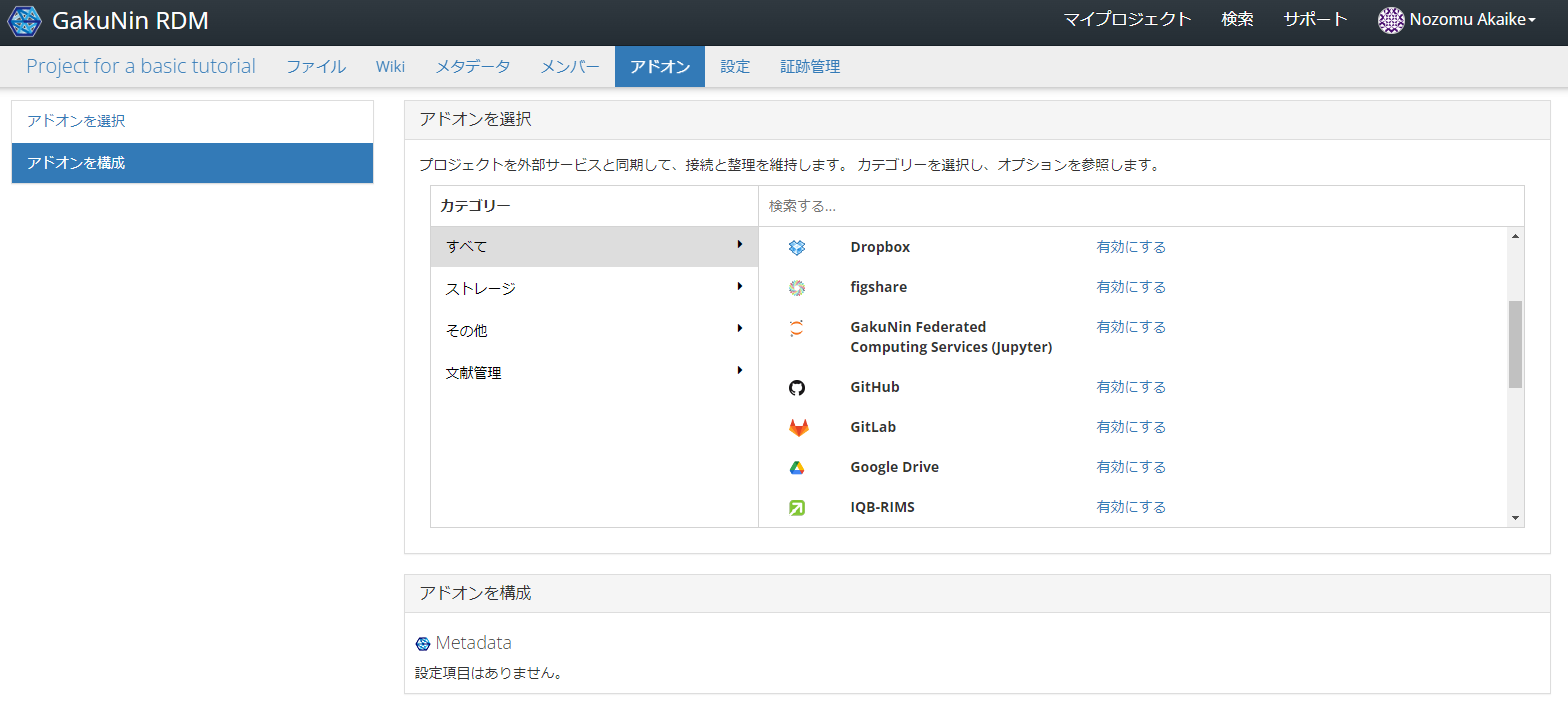 GakuNin RDM
マイプロジェクト 検索 サポート Nozomu Akaike
Project for a basic tutorial ファイル Wiki メタデータ メンバー アドオン 設定 証跡管理
アドオンを選択
アドオンを構成
アドオンを選択
プロジェクトを外部サービスと同期して、接続と整理を維持します。 カテゴリーを選択し、オプションを参照します。
カテゴリー
すべて
ストレージ
その他
文献管理
検索する...
Dropbox 有効にする
figshare 有効にする
GakuNin Federated 有効にする
Computing Services (Jupyter)
GitHub 有効にする
GitLab 有効にする
Google Drive 有効にする
IQB-RIMS 有効にする
アドオンを構成
Metadata
設定項目はありません。